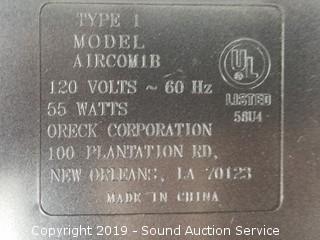 TYPE 1
MODEL
AIRCOM1B
120 VOLTS ~ 60 Hz
55 WATTS
ORECK CORPORATION
100 PLANTATION RD,
NEW ORLEANS, LA 70123
MADE IN CHINA
UL
LISTED
58U4
Copyright 2019 - Sound Auction Service